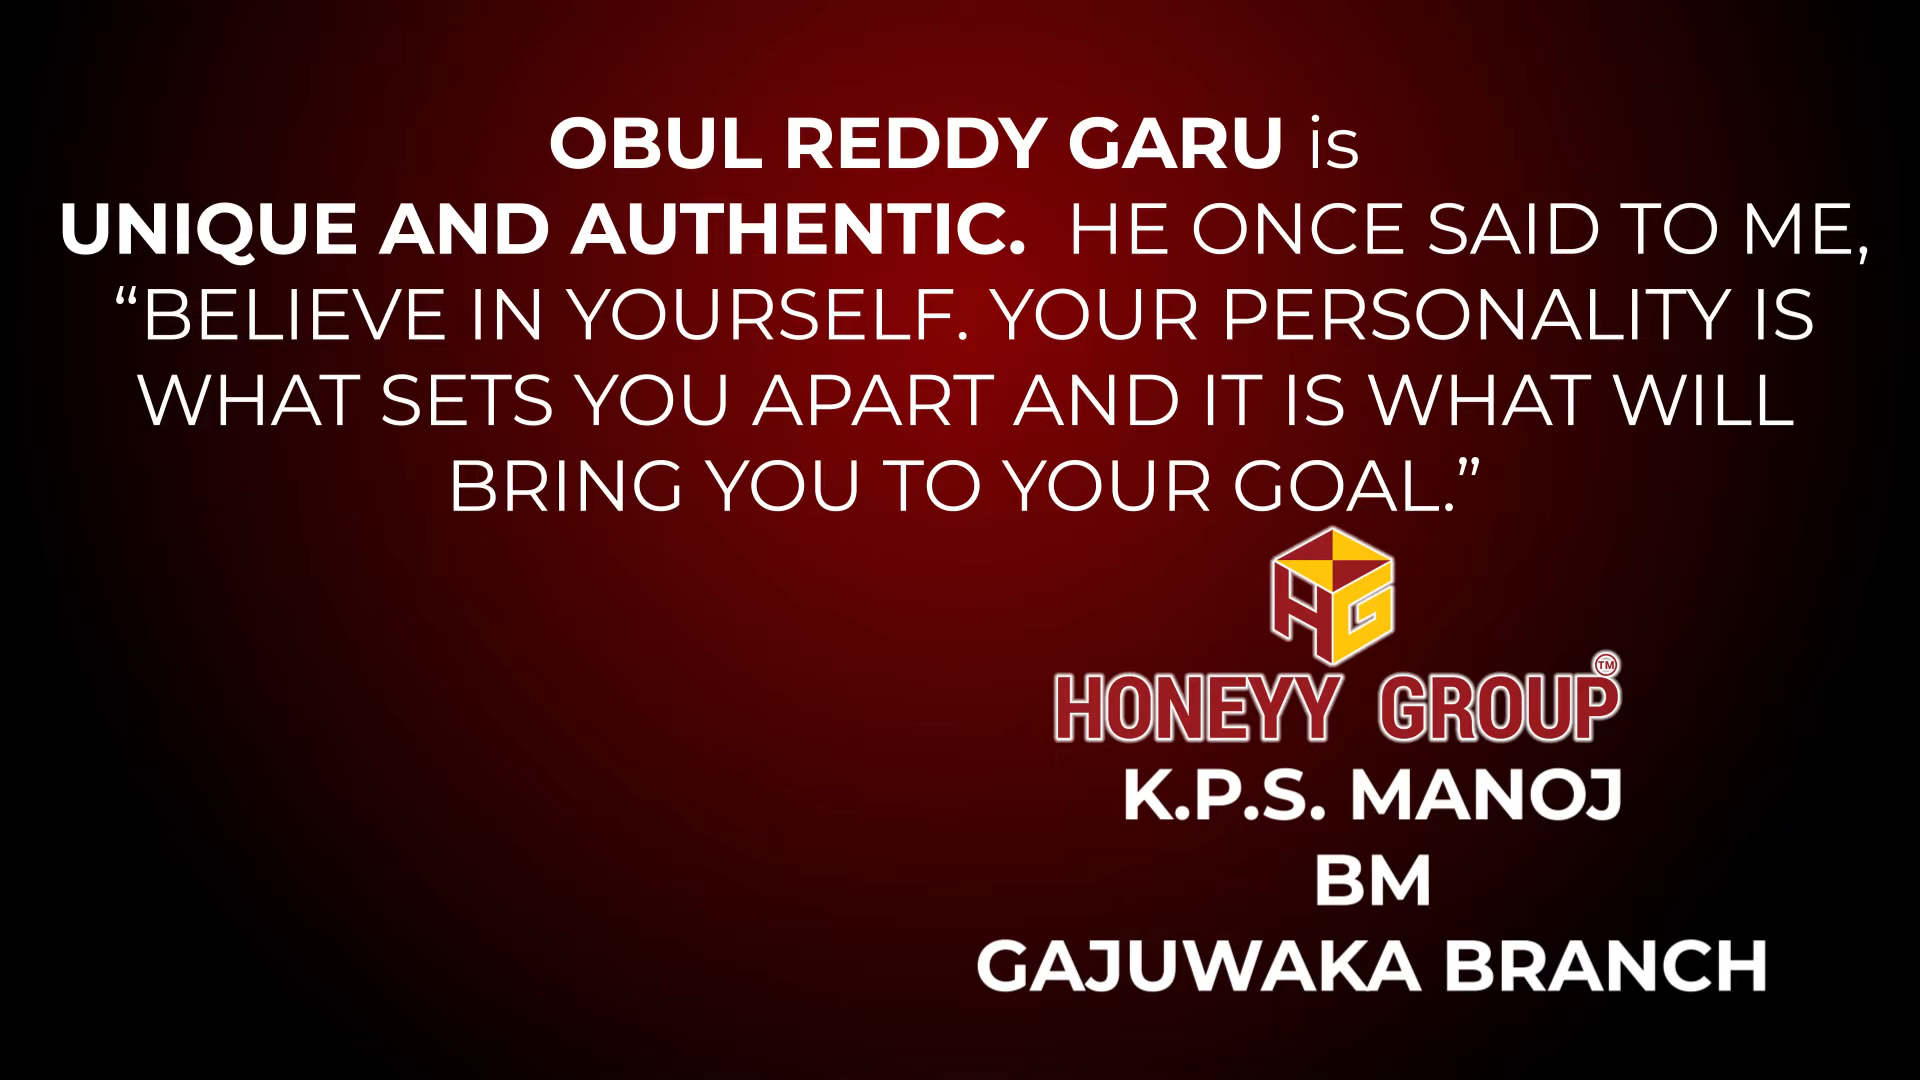 OBUL REDDY GARU is
UNIQUE AND AUTHENTIC. HE ONCE SAID TO ME,
“BELIEVE IN YOURSELF. YOUR PERSONALITY IS
WHAT SETS YOU APART AND IT IS WHAT WILL
BRING YOU TO YOUR GOAL.”
HG
TM
HONEYY GROUP
K.P.S. MANOJ
BM
GAJUWAKA BRANCH